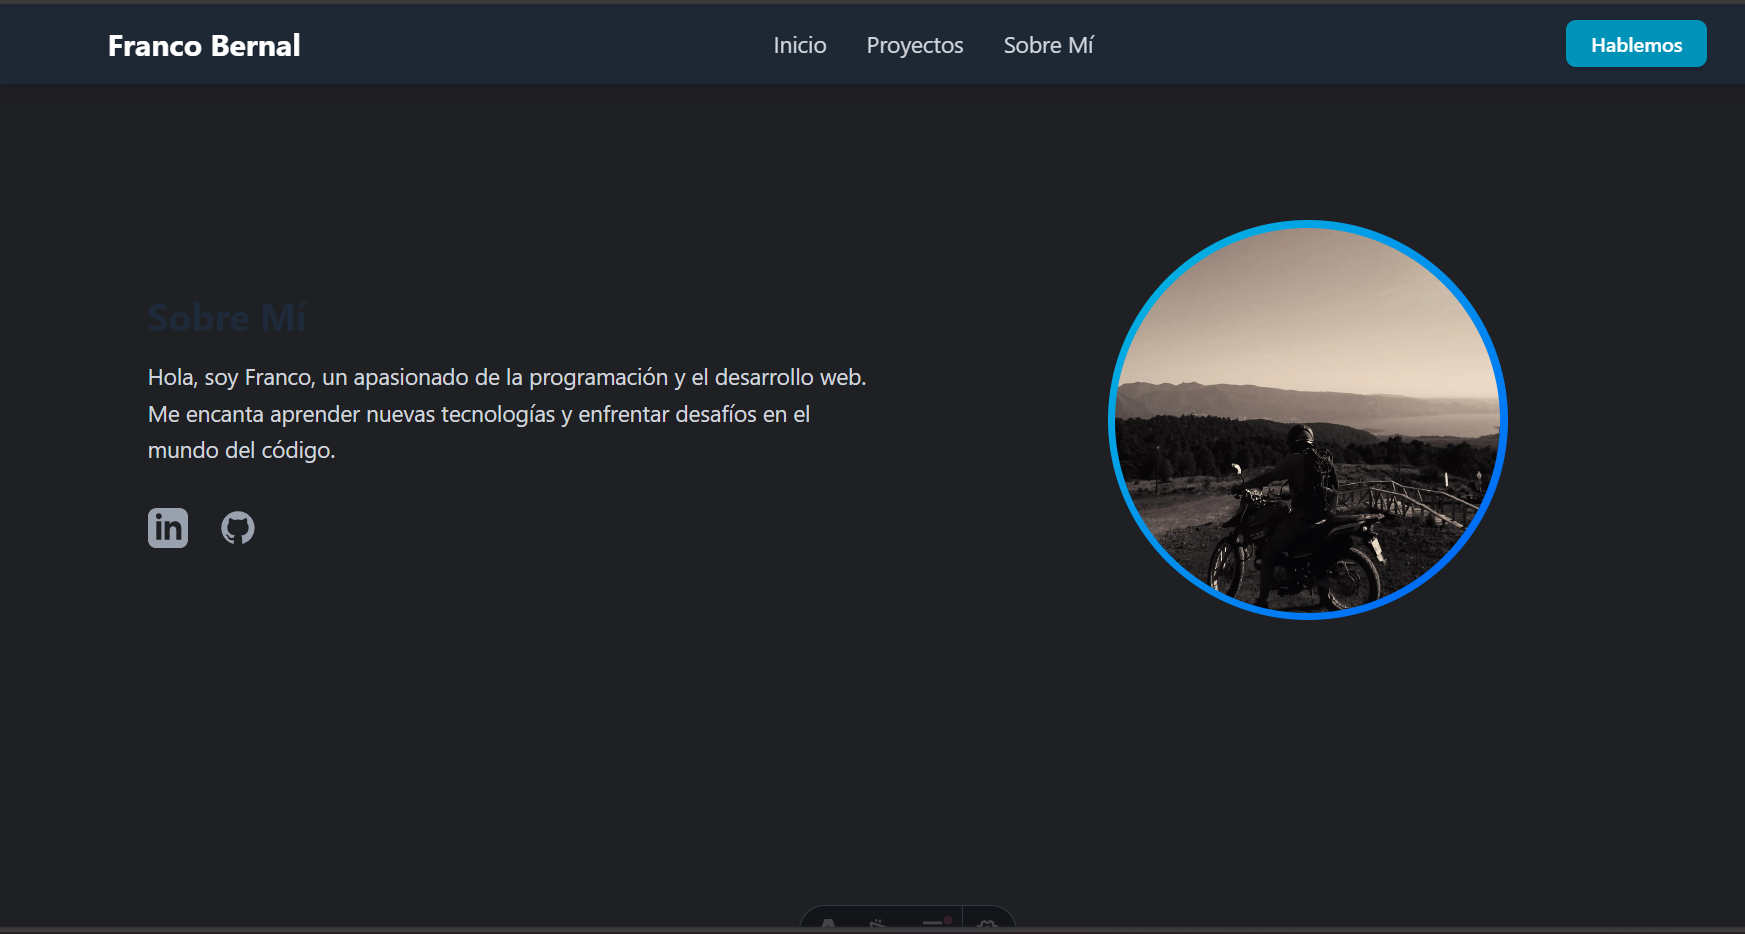 Franco Bernal
Inicio
Proyectos
Sobre Mí
Hablemos
Sobre Mí
Hola, soy Franco, un apasionado de la programación y el desarrollo web.
Me encanta aprender nuevas tecnologías y enfrentar desafíos en el
mundo del código.
in